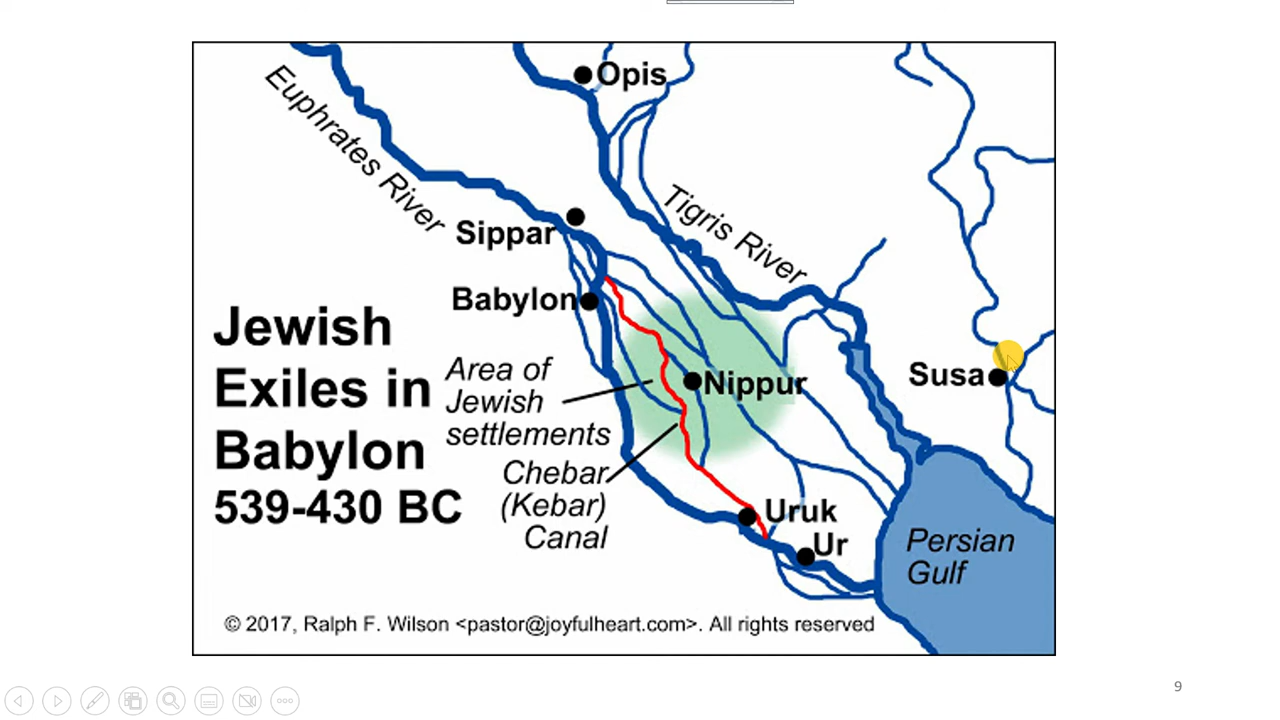 Opis
Euphrates River
Tigris River
Sippar
Babylon
Jewish
Exiles in
Babylon
539-430 BC
Area of
Jewish
settlements
Nippur
Susa
Chebar
(Kebar)
Canal
Uruk
Ur
Persian
Gulf
© 2017, Ralph F. Wilson <pastor@joyfulheart.com>. All rights reserved
9